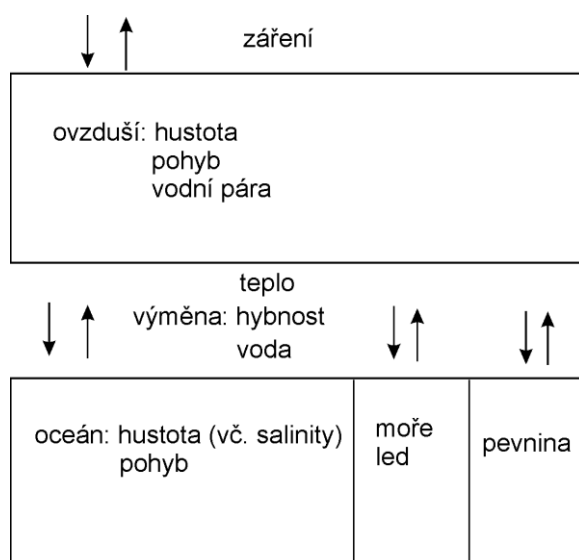 záření
ovzduší: hustota
pohyb
vodní pára
teplo
výměna: hybnost
voda
oceán: hustota (vč. salinity)
pohyb
moře
led
pevnina